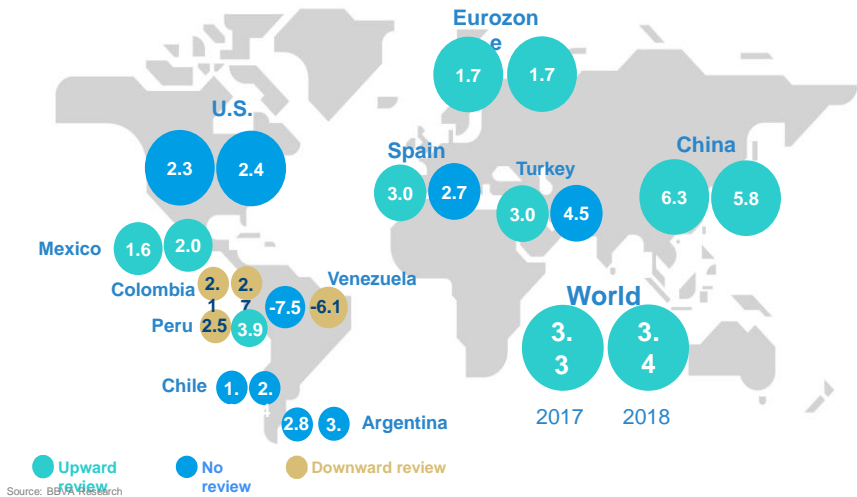 Eurozon
e
1.7 1.7
U.S.
2.3 2.4
Spain
3.0 2.7
Turkey
3.0 4.5
China
6.3 5.8
Mexico
1.6 2.0
Colombia
2.
1
2.
7
Venezuela
-7.5 -6.1
Peru
2.5 3.9
World
3.
3
3.
4
2017 2018
Chile
1.
2.
4
Argentina
2.8 3.
Upward
review
No
review
Downward review
Source: BBVA Research